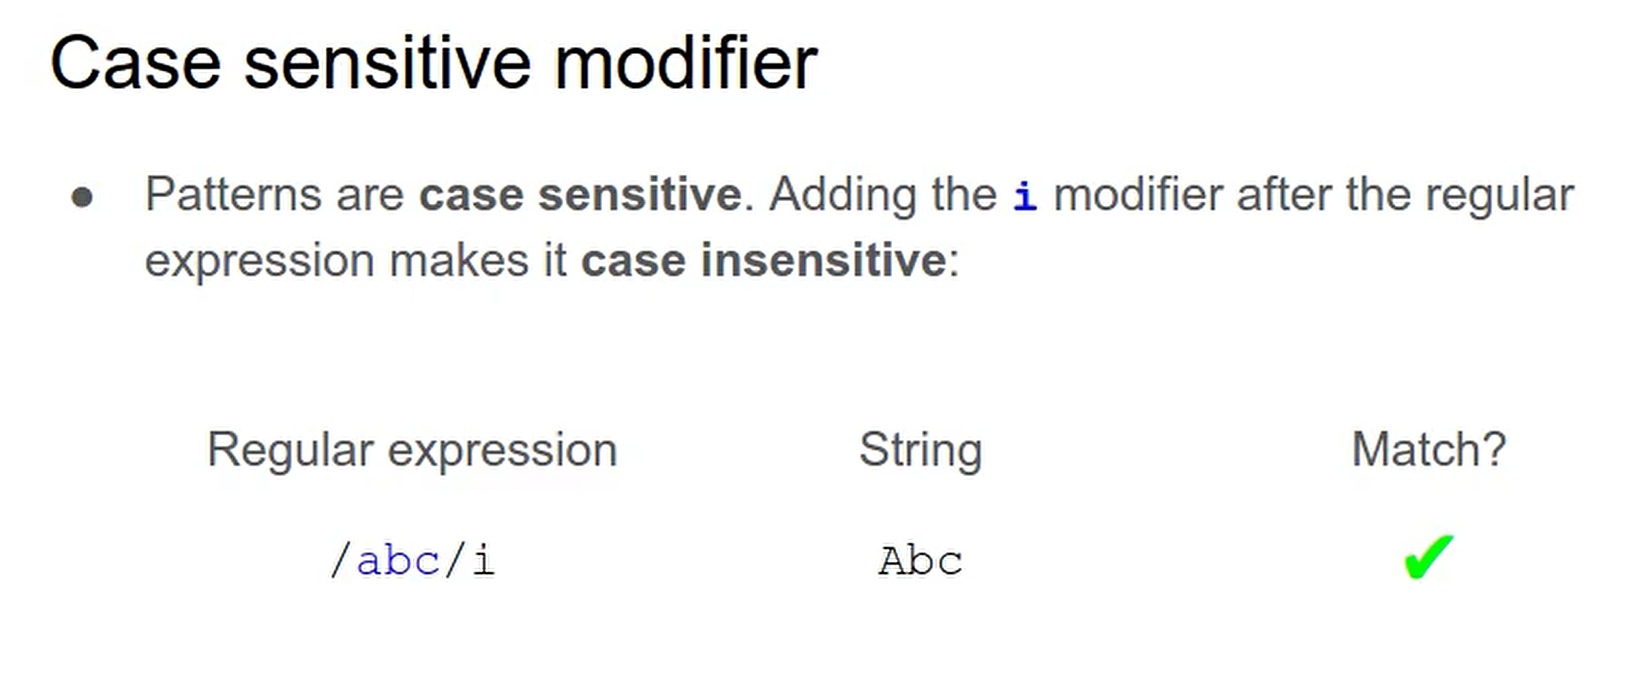 Case sensitive modifier
● Patterns are case sensitive. Adding the i modifier after the regular
expression makes it case insensitive:
Regular expression String Match?
/abc/i Abc ✔